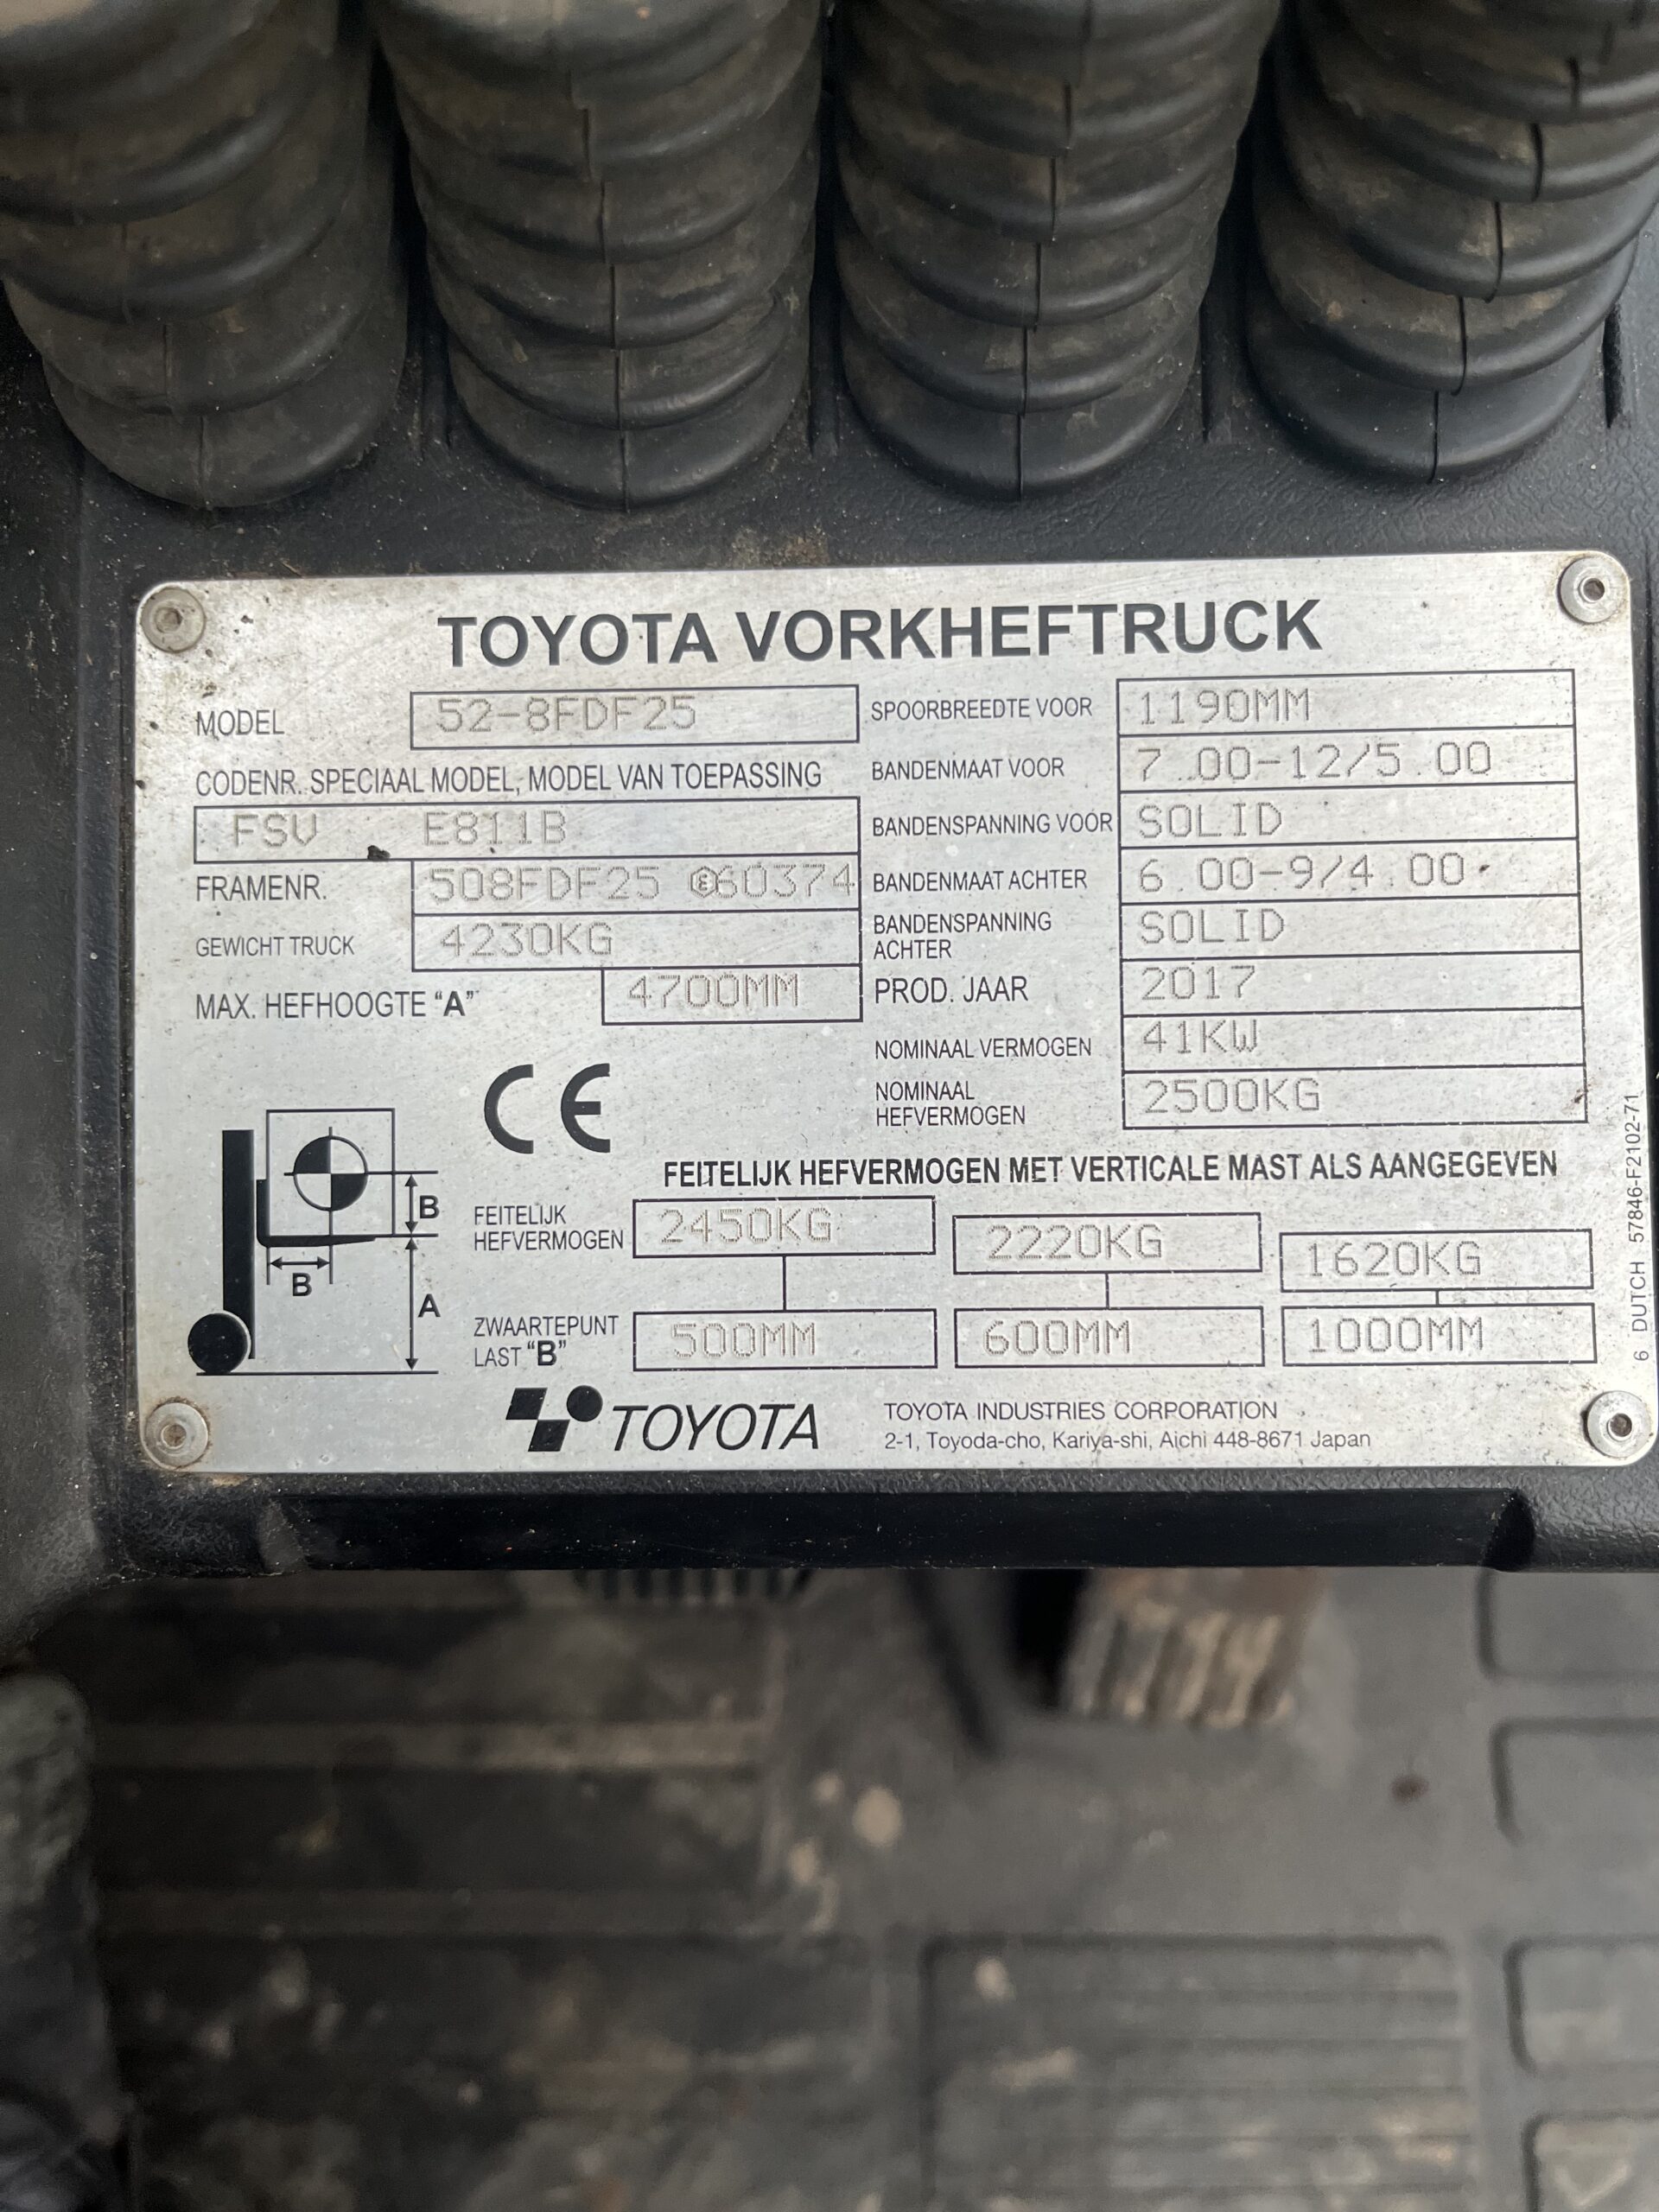 TOYOTA VORKHEFTRUCK
MODEL 52-8FDF25
CODENR. SPECIAAL MODEL, MODEL VAN TOEPASSING
FSV E811B
FRAMENR. 508FDF25 Ⓔ60374
GEWICHT TRUCK 4230KG
MAX. HEFHOOGTE “A” 4700MM
SPOORBREEDTE VOOR 1190MM
BANDENMAAT VOOR 7.00-12/5.00
BANDENSPANNING VOOR SOLID
BANDENMAAT ACHTER 6.00-9/4.00
BANDENSPANNING
ACHTER SOLID
PROD. JAAR 2017
NOMINAAL VERMOGEN 41KW
NOMINAAL
HEFVERMOGEN 2500KG
CE
B
B
A
FEITELIJK HEFVERMOGEN MET VERTICALE MAST ALS AANGEGEVEN
FEITELIJK
HEFVERMOGEN 2450KG 2220KG 1620KG
ZWAARTEPUNT
LAST “B” 500MM 600MM 1000MM
TOYOTA
TOYOTA INDUSTRIES CORPORATION
2-1, Toyoda-cho, Kariya-shi, Aichi 448-8671 Japan
6 DUTCH 57846-F2102-71